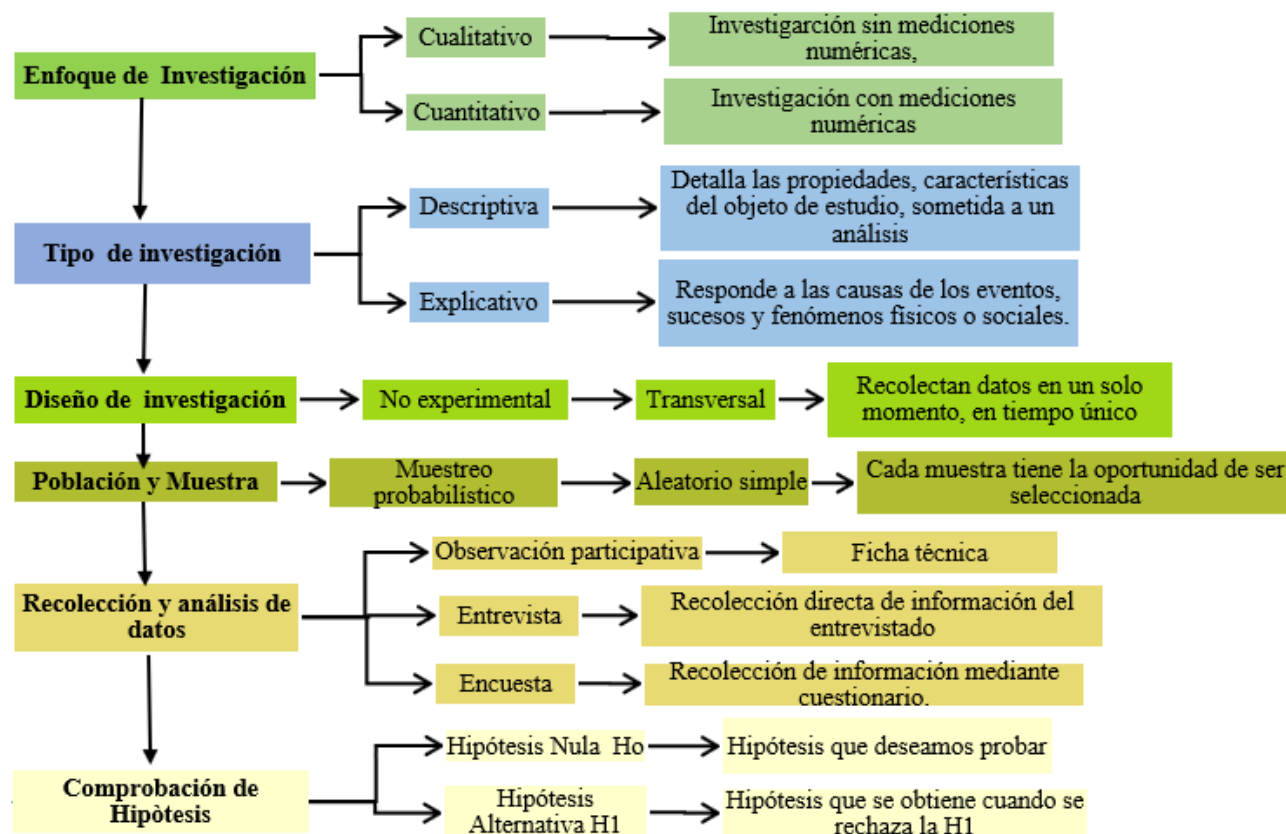 Enfoque de Investigación
Cualitativo
Investigarción sin mediciones
numéricas,
Cuantitativo
Investigación con mediciones
numéricas
Tipo de investigación
Descriptiva
Detalla las propiedades, características
del objeto de estudio, sometida a un
análisis
Explicativo
Responde a las causas de los eventos,
sucesos y fenómenos físicos o sociales.
Diseño de investigación
No experimental
Transversal
Recolectan datos en un solo
momento, en tiempo único
Población y Muestra
Muestreo
probabilístico
Aleatorio simple
Cada muestra tiene la oportunidad de ser
seleccionada
Recolección y análisis de
datos
Observación participativa
Ficha técnica
Entrevista
Recolección directa de información del
entrevistado
Encuesta
Recolección de información mediante
cuestionario.
Comprobación de
Hipòtesis
Hipótesis Nula Ho
Hipótesis que deseamos probar
Hipótesis
Alternativa H1
Hipótesis que se obtiene cuando se
rechaza la H1